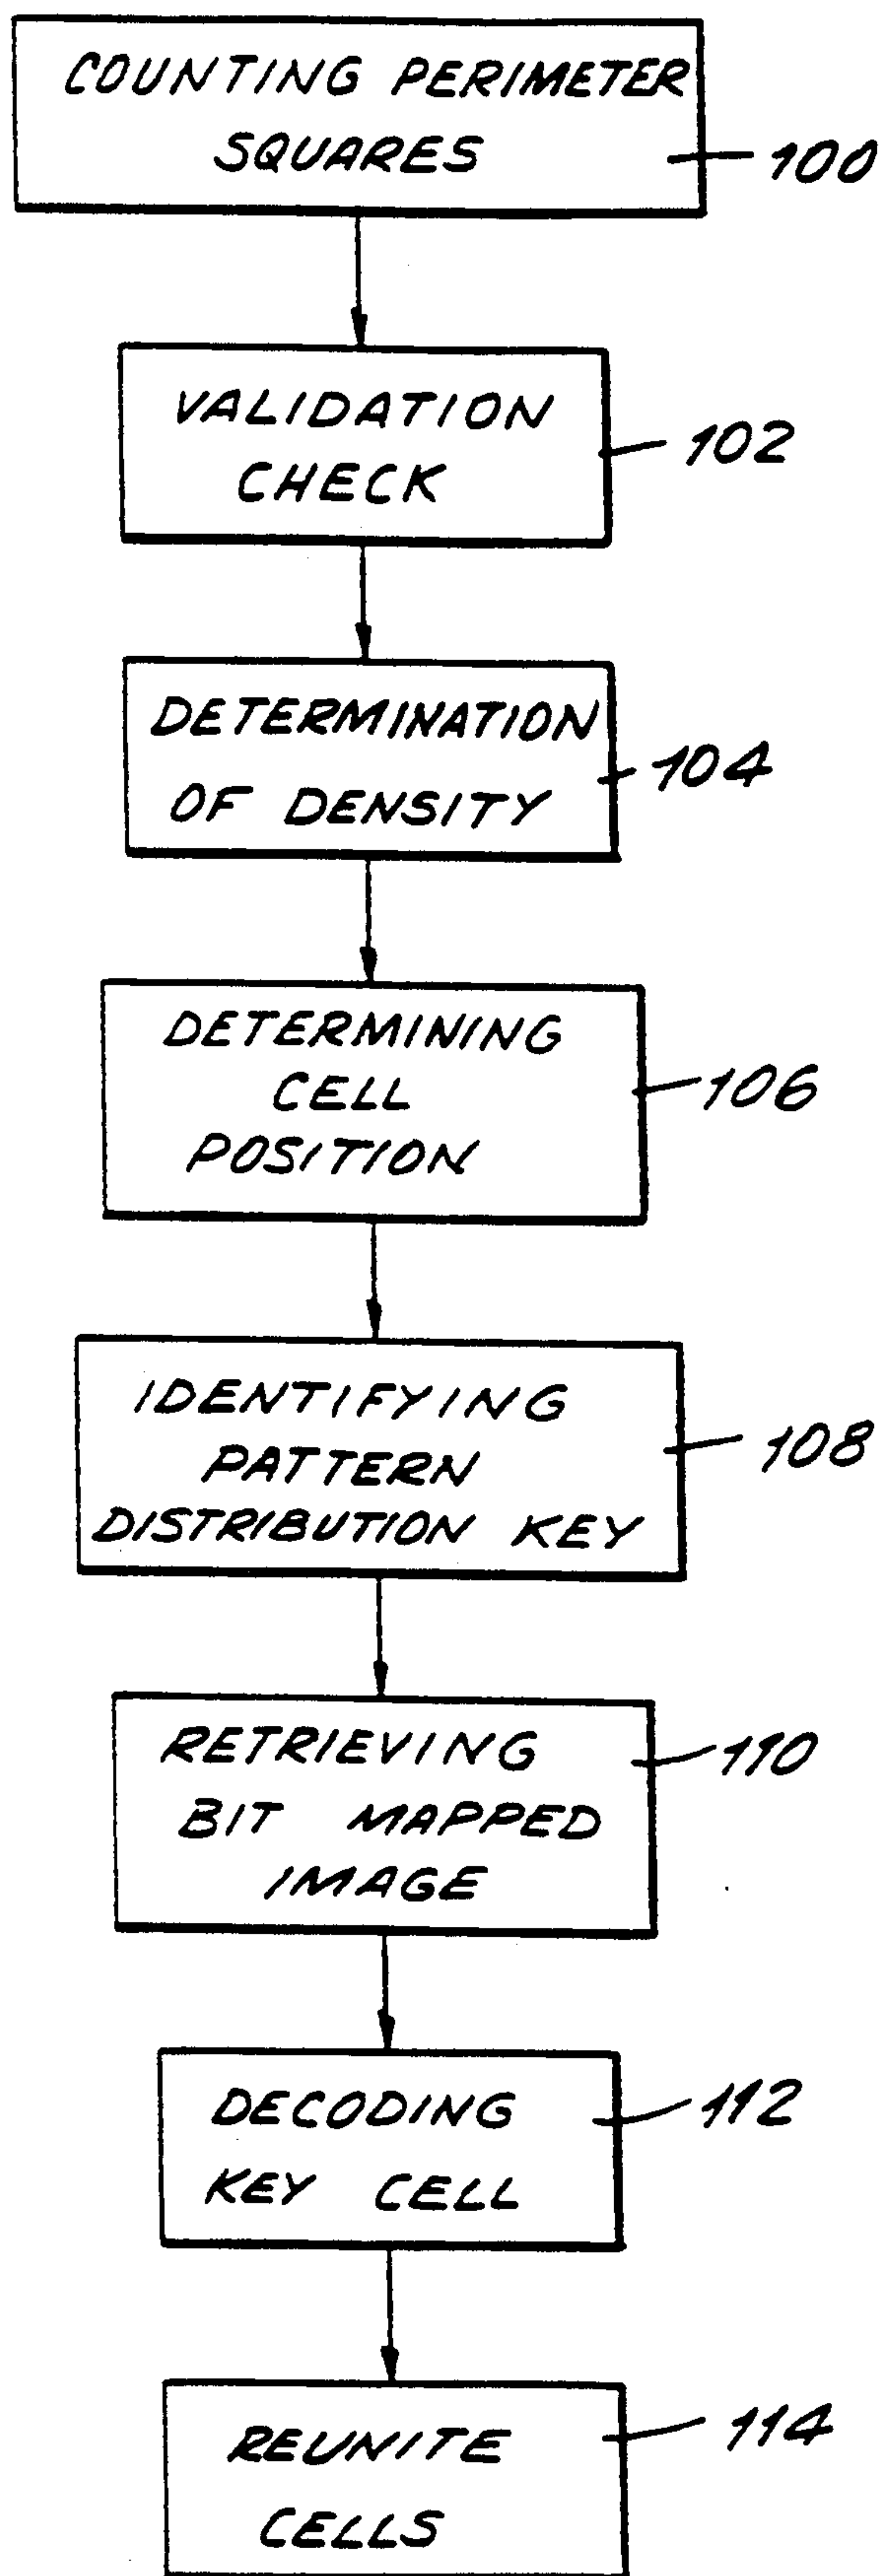 COUNTING PERIMETER
SQUARES
100
VALIDATION
CHECK
102
DETERMINATION
OF DENSITY
104
DETERMINING
CELL
POSITION
106
IDENTIFYING
PATTERN
DISTRIBUTION KEY
108
RETRIEVING
BIT MAPPED
IMAGE
110
DECODING
KEY CELL
112
REUNITE
CELLS
114